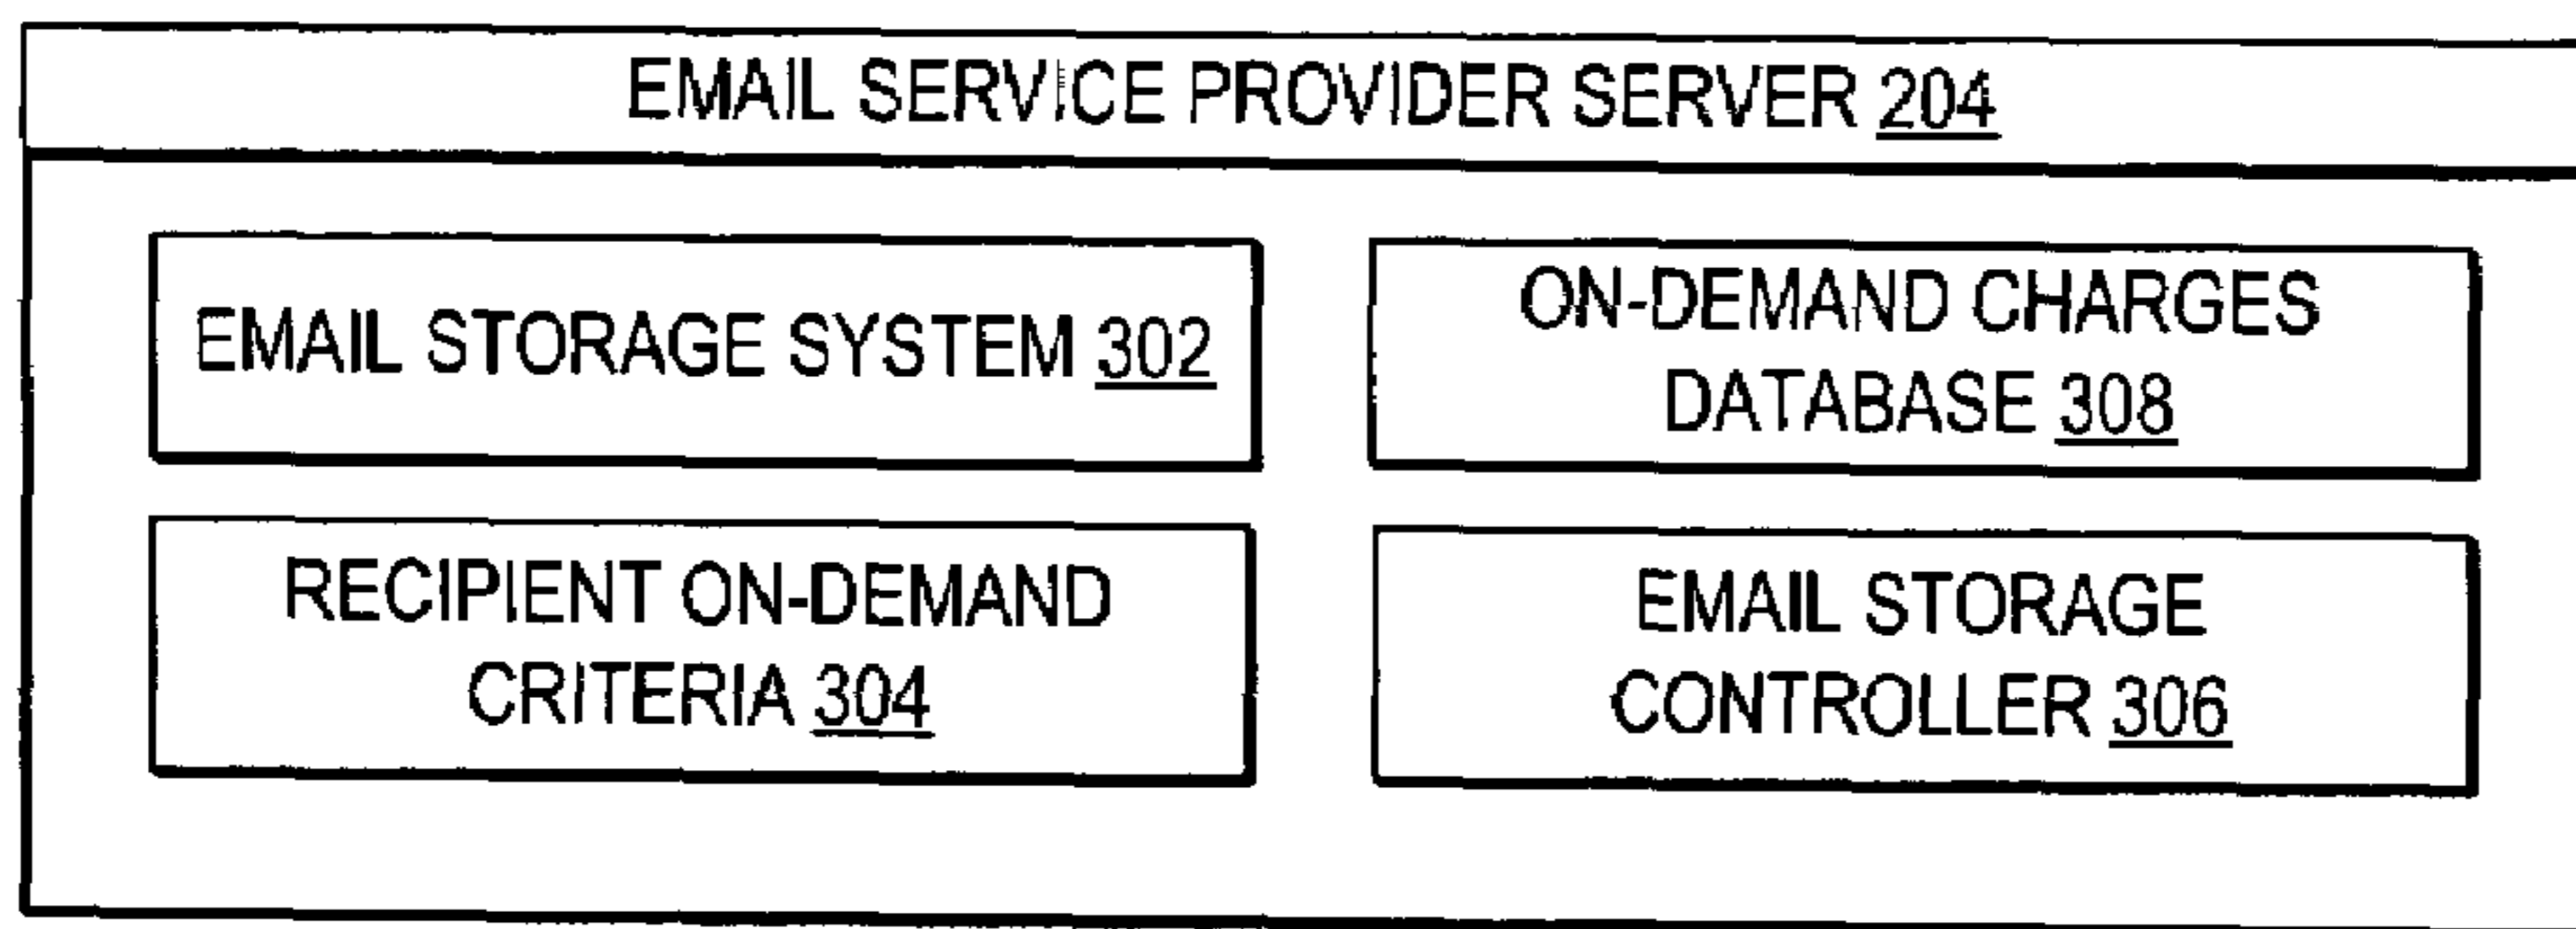 EMAIL SERVICE PROVIDER SERVER 204
EMAIL STORAGE SYSTEM 302
ON-DEMAND CHARGES
DATABASE 308
RECIPIENT ON-DEMAND
CRITERIA 304
EMAIL STORAGE
CONTROLLER 306